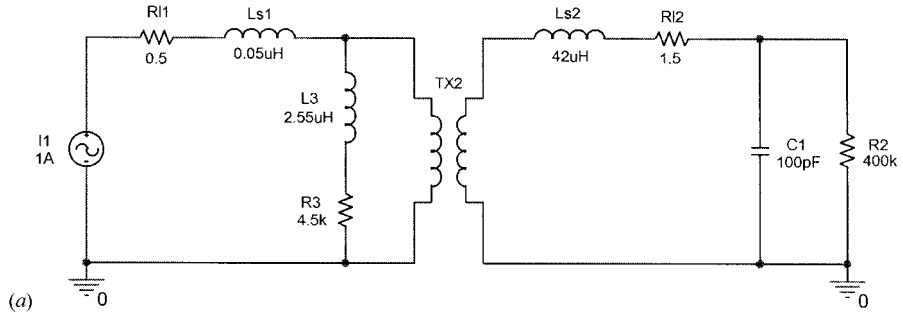 Rl1
0.5
Ls1
0.05uH
Ls2
42uH
Rl2
1.5
TX2
L3
2.55uH
I1
1A
R3
4.5k
C1
100pF
R2
400k
0
0
(a)